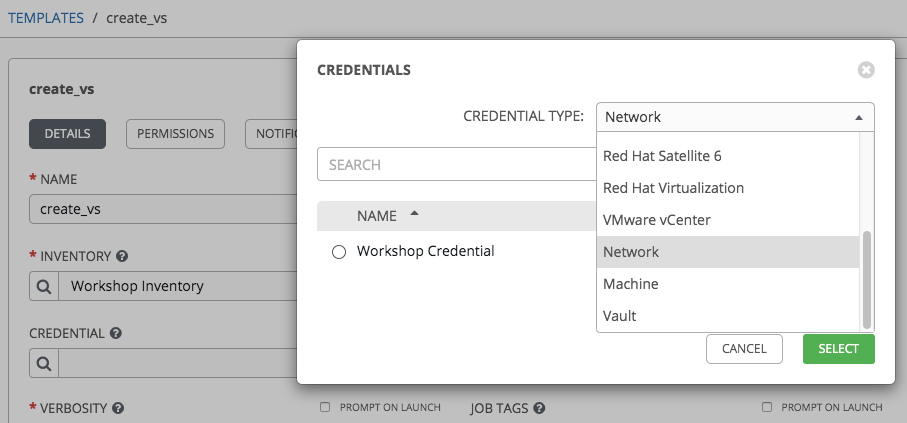 TEMPLATES / create_vs
create_vs
DETAILS
PERMISSIONS
NOTIFIC
* NAME
create_vs
* INVENTORY ?
Workshop Inventory
CREDENTIAL ?
* VERBOSITY ?
PROMPT ON LAUNCH
JOB TAGS ?
PROMPT ON LAUNCH
CREDENTIALS
CREDENTIAL TYPE: Network
Red Hat Satellite 6
Red Hat Virtualization
VMware vCenter
Network
Machine
Vault
SEARCH
NAME
Workshop Credential
CANCEL
SELECT